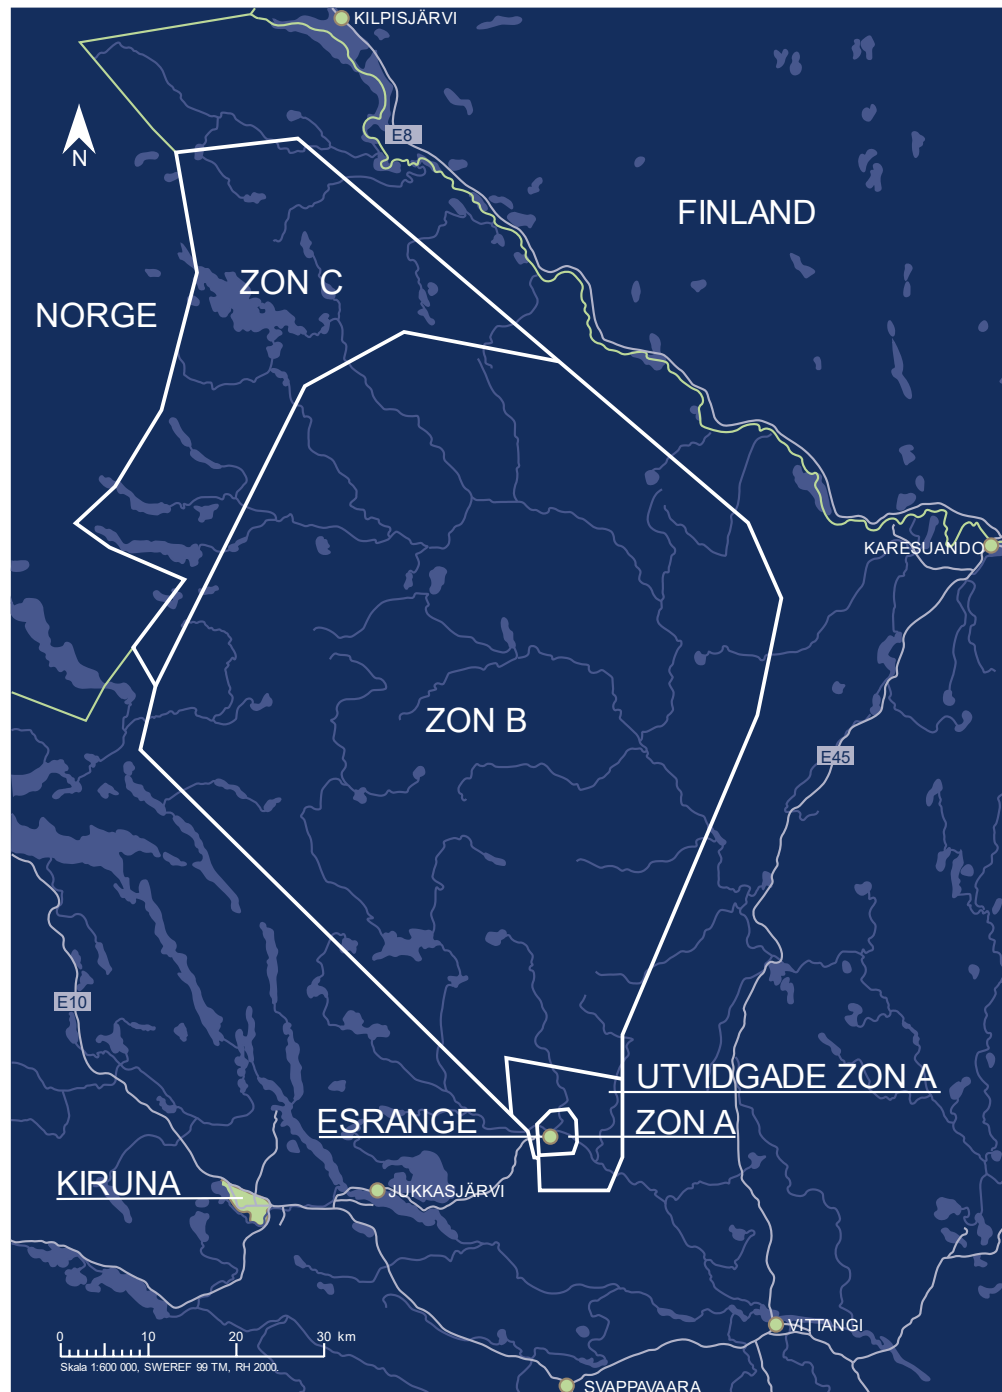 KILPISJÄRVI
E8
N
FINLAND
ZON C
NORGE
KARESUANDO
ZON B
E45
E10
UTVIDGADE ZON A
ESRANGE
ZON A
KIRUNA
JUKKASJÄRVI
VITTANGI
0 10 20 30 km
Skala 1:600 000, SWEREF 99 TM, RH 2000.
SVAPPAVAARA